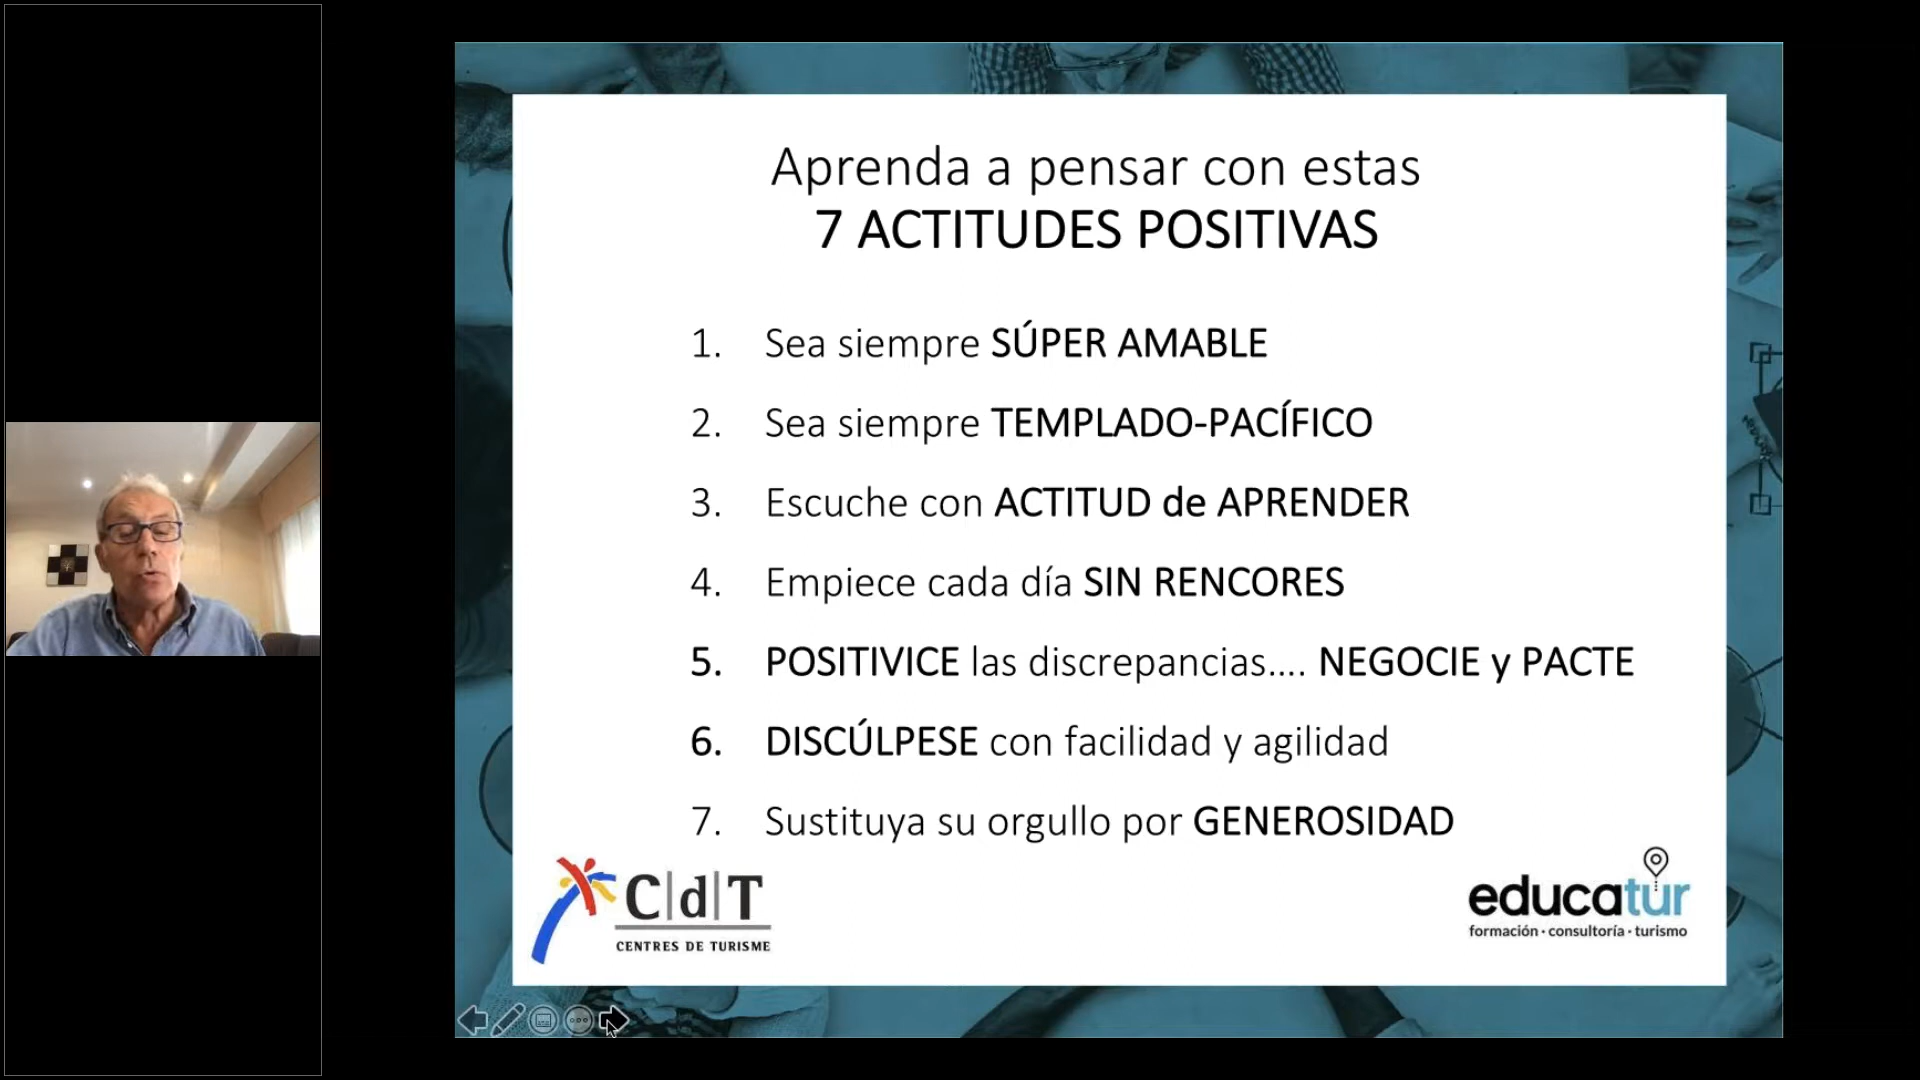 Aprenda a pensar con estas
7 ACTITUDES POSITIVAS
1. Sea siempre SÚPER AMABLE
2. Sea siempre TEMPLADO-PACÍFICO
3. Escuche con ACTITUD de APRENDER
4. Empiece cada día SIN RENCORES
5. POSITIVICE las discrepancias.... NEGOCIE y PACTE
6. DISCÚLPESE con facilidad y agilidad
7. Sustituya su orgullo por GENEROSIDAD
C|d|T
CENTRES DE TURISME
educatur
formación · consultoría · turismo